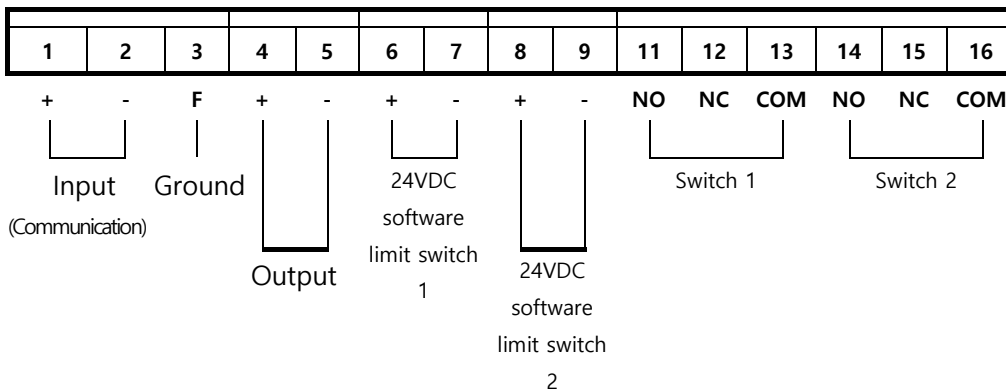 1 2 3 4 5 6 7 8 9 11 12 13 14 15 16
+ - F + - + - + - NO NC COM NO NC COM
Input
(Communication)
Ground
Output
24VDC
software
limit switch
1
24VDC
software
limit switch
2
Switch 1
Switch 2